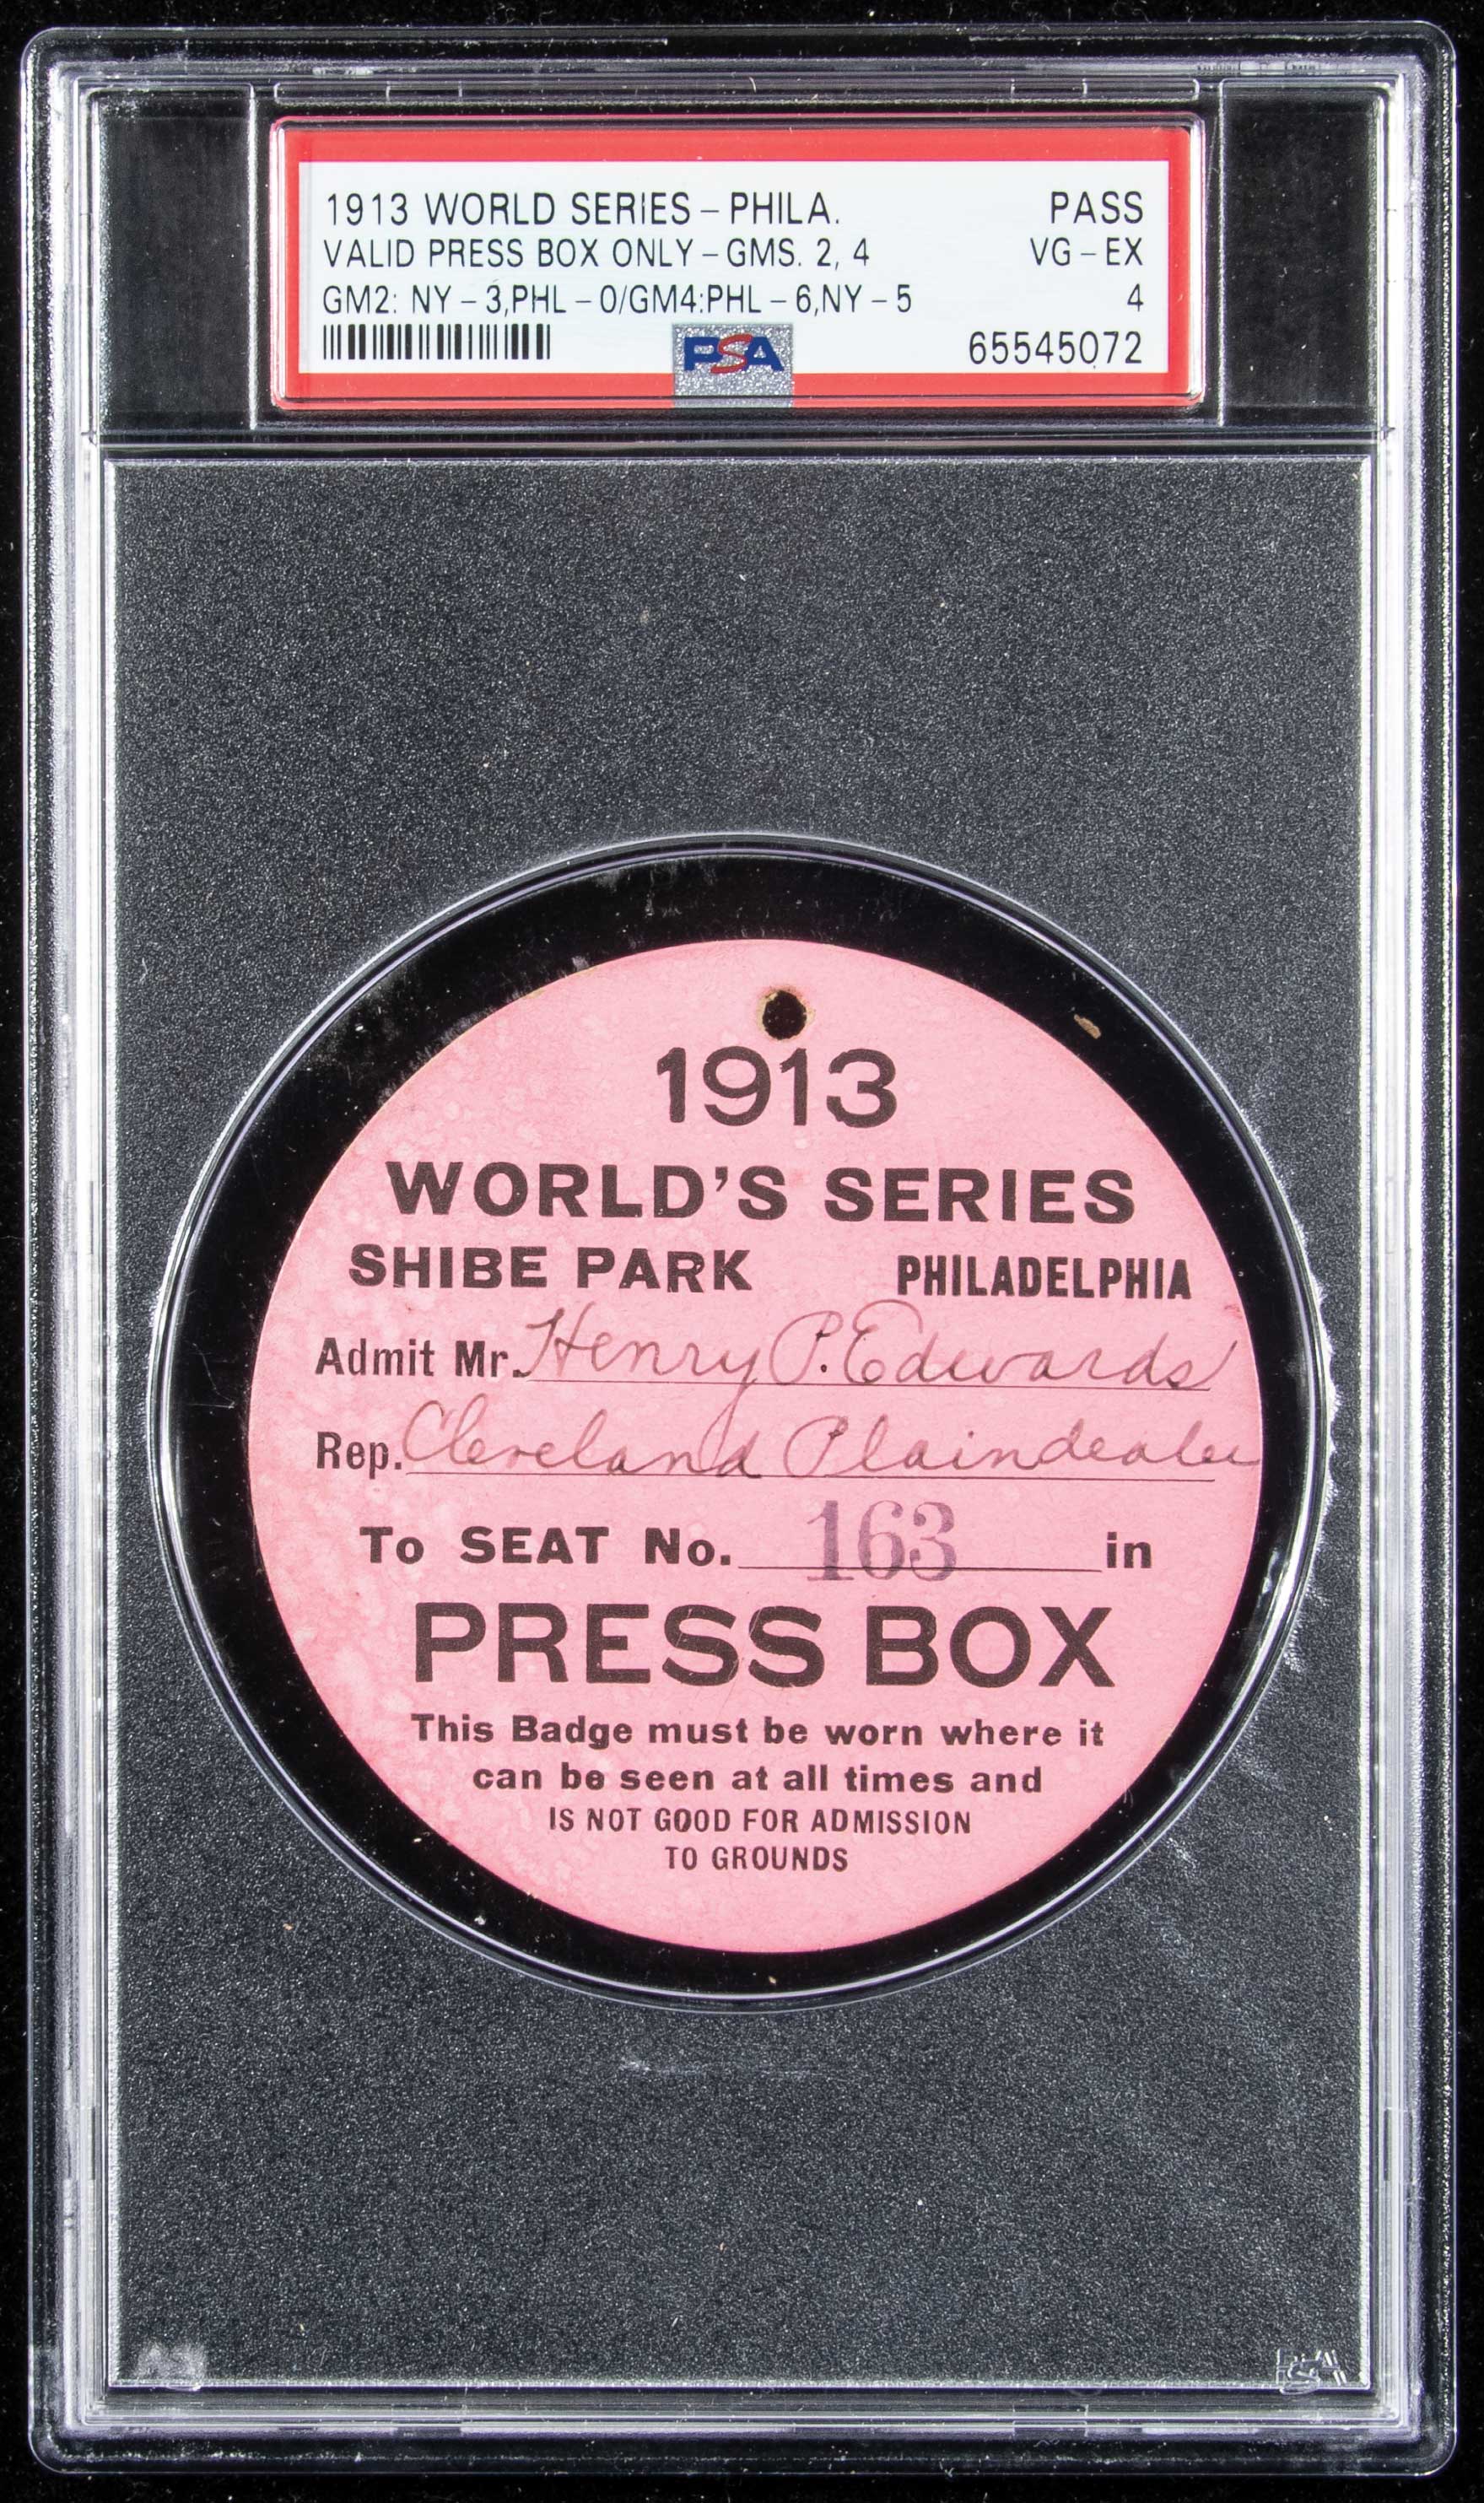 1913 WORLD SERIES – PHILA. PASS
VALID PRESS BOX ONLY – GMS. 2, 4 VG – EX
GM2: NY – 3,PHL – 0/GM4:PHL – 6,NY – 5 4
PSA 65545072
1913
WORLD'S SERIES
SHIBE PARK PHILADELPHIA
Admit Mr. Henry P. Edwards
Rep. Cleveland Plaindealer
To SEAT No. 163 in
PRESS BOX
This Badge must be worn where it
can be seen at all times and
IS NOT GOOD FOR ADMISSION
TO GROUNDS
PSA